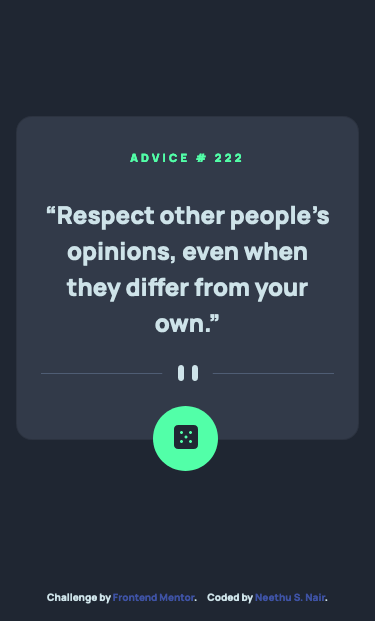 ADVICE # 222
“Respect other people’s
opinions, even when
they differ from your
own.”
Challenge by Frontend Mentor. Coded by Neethu S. Nair.